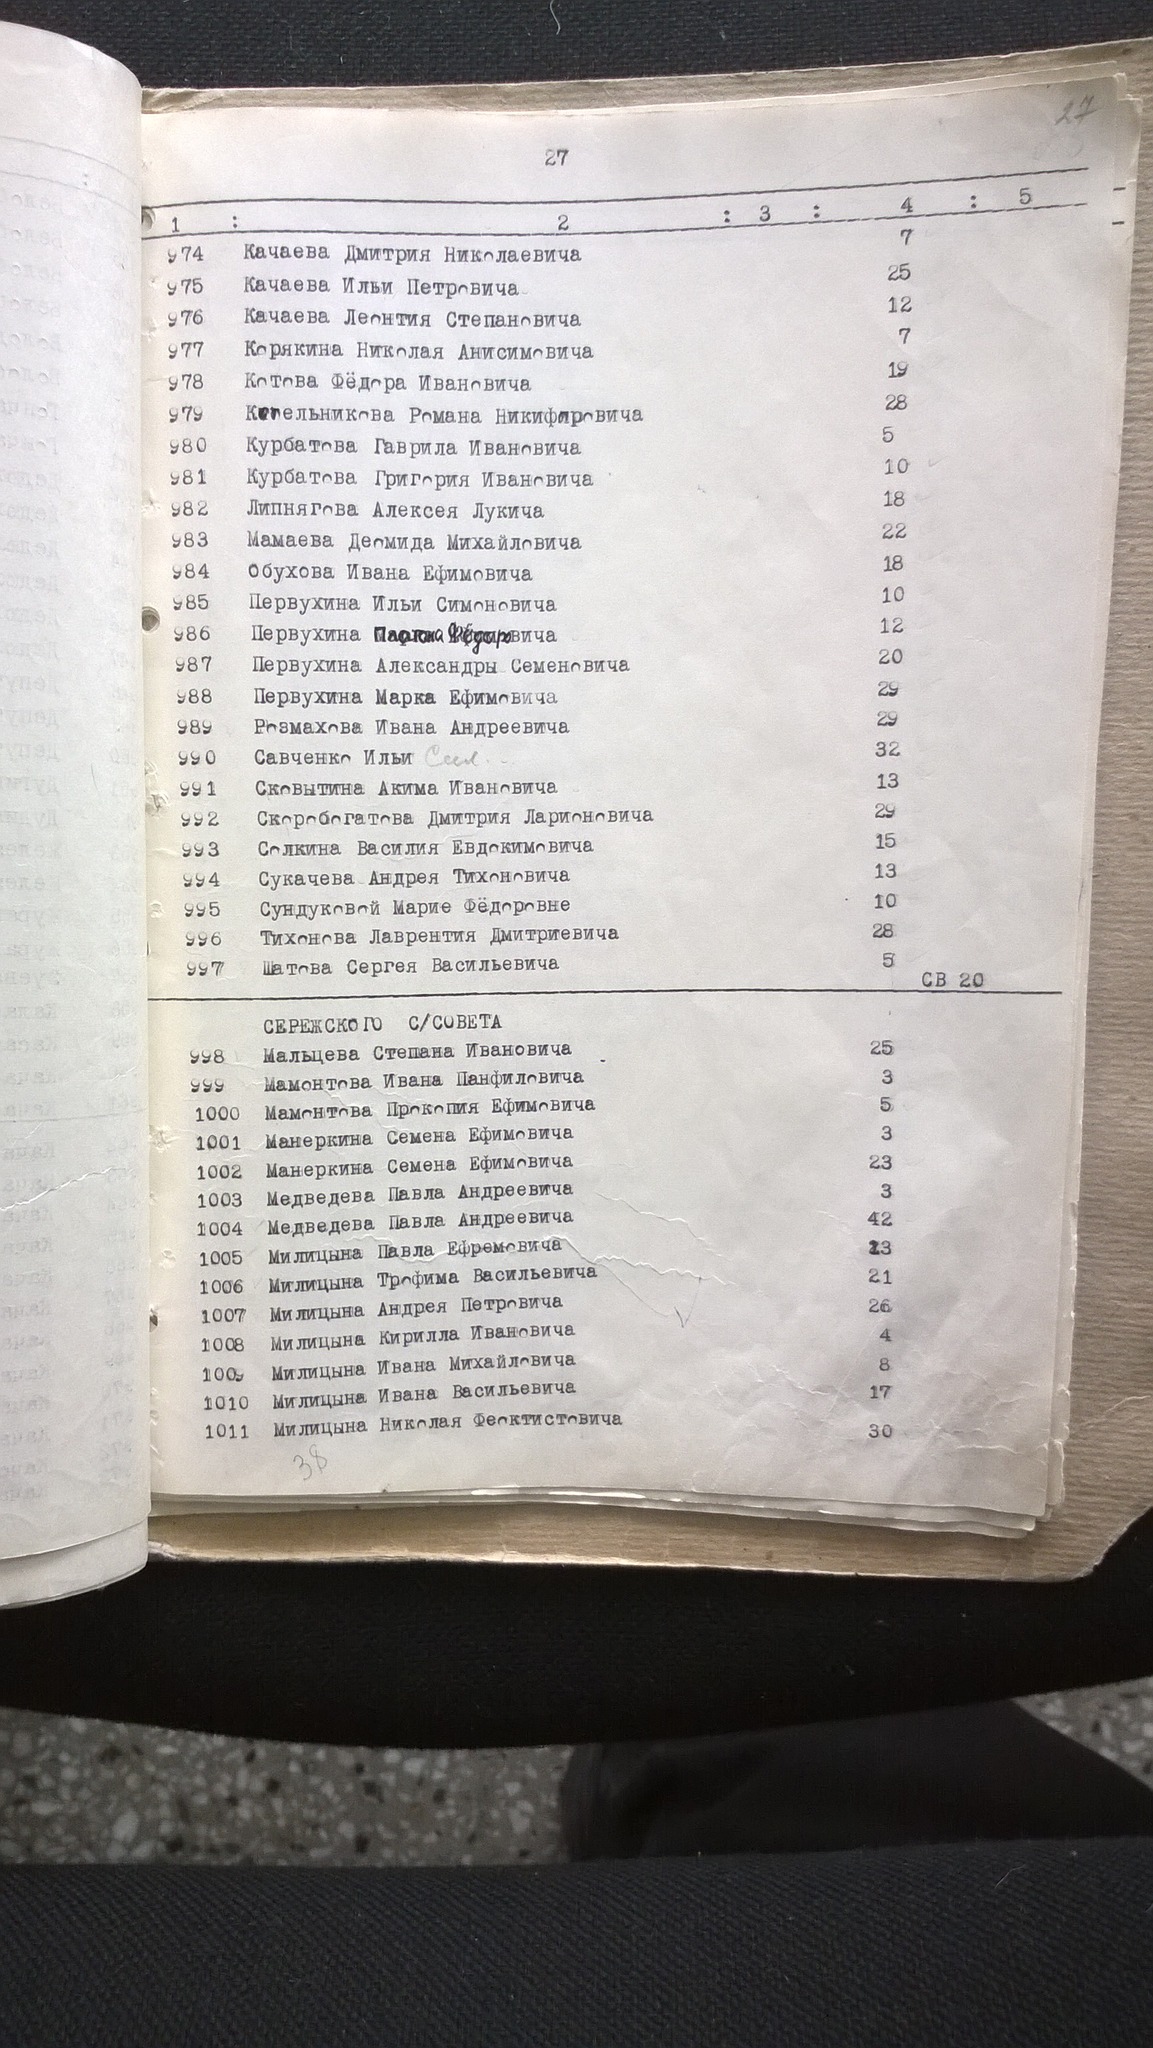 27
27
1 : 2 : 3 : 4 : 5
974 Качаева Дмитрия Николаевича 7
975 Качаева Ильи Петровича 25
976 Качаева Леонтия Степановича 12
977 Корякина Николая Анисимовича 7
978 Котова Фёдора Ивановича 19
979 Котельникова Романа Никифоровича 28
980 Курбатова Гаврила Ивановича 5
981 Курбатова Григория Ивановича 10
982 Липнягова Алексея Лукича 18
983 Мамаева Деомида Михайловича 22
984 Обухова Ивана Ефимовича 18
985 Первухина Ильи Симоновича 10
986 Первухина 12
987 Первухина Александры Семеновича 20
988 Первухина Марка Ефимовича 29
989 Розмахова Ивана Андреевича 29
990 Савченко Ильи 32
991 Сковытина Акима Ивановича 13
992 Скоробогатова Дмитрия Ларионовича 29
993 Солкина Василия Евдокимовича 15
994 Сукачева Андрея Тихоновича 13
995 Сундуковой Марие Фёдоровне 10
996 Тихонова Лаврентия Дмитриевича 28
997 Шатова Сергея Васильевича 5
СВ 20
СЕРЕЖСКОГО С/СОВЕТА
998 Мальцева Степана Ивановича 25
999 Мамонтова Ивана Панфиловича 3
1000 Мамонтова Прокопия Ефимовича 5
1001 Манеркина Семена Ефимовича 3
1002 Манеркина Семена Ефимовича 23
1003 Медведева Павла Андреевича 3
1004 Медведева Павла Андреевича 42
1005 Милицына Павла Ефремовича 13
1006 Милицына Трофима Васильевича 21
1007 Милицына Андрея Петровича 26
1008 Милицына Кирилла Ивановича 4
1009 Милицына Ивана Михайловича 8
1010 Милицына Ивана Васильевича 17
1011 Милицына Николая Феоктистовича 30
38